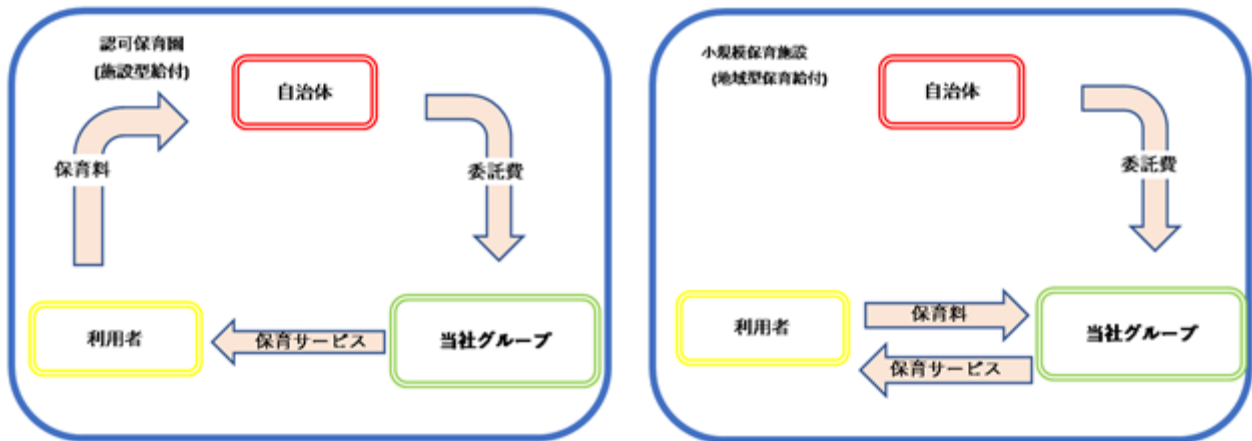 認可保育園
(施設型給付)
自治体
保育料
委託費
利用者
保育サービス
当社グループ
小規模保育施設
(地域型保育給付)
自治体
委託費
利用者
保育料
保育サービス
当社グループ